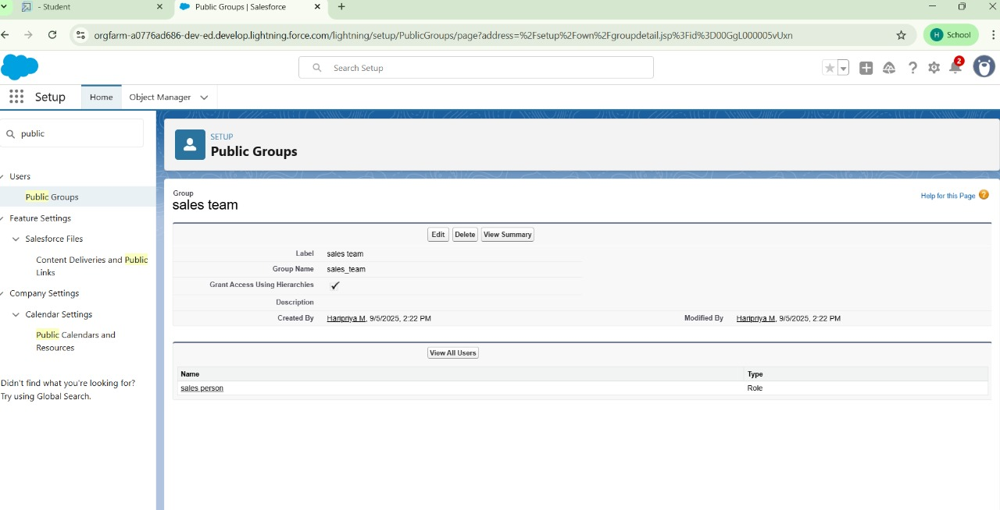 - Student
Public Groups | Salesforce
orgfarm-a0776ad686-dev-ed.develop.lightning.force.com/lightning/setup/PublicGroups/page?address=%2Fsetup%2Fown%2Fgroupdetail.jsp%3Fid%3D00GgL000005vUxn
H School
Search Setup
2
Setup Home Object Manager
public
SETUP
Public Groups
Users
Public Groups
Feature Settings
Salesforce Files
Content Deliveries and Public
Links
Company Settings
Calendar Settings
Public Calendars and
Resources
Didn't find what you're looking for?
Try using Global Search.
Group
sales team
Help for this Page ?
Edit Delete View Summary
Label sales team
Group Name sales_team
Grant Access Using Hierarchies ✓
Description
Created By Haripriya M, 9/5/2025, 2:22 PM Modified By Haripriya M, 9/5/2025, 2:22 PM
View All Users
Name Type
sales person Role